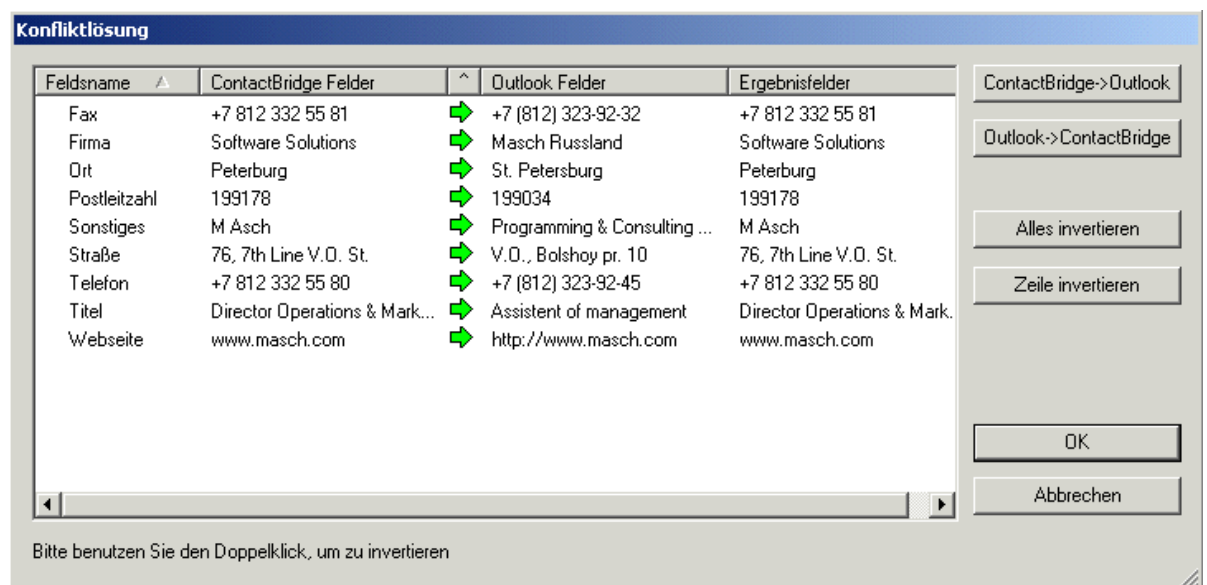 Konfliktlösung
Feldsname ContactBridge Felder ^ Outlook Felder Ergebnisfelder
Fax +7 812 332 55 81 +7 (812) 323-92-32 +7 812 332 55 81
Firma Software Solutions Masch Russland Software Solutions
Ort Peterburg St. Petersburg Peterburg
Postleitzahl 199178 199034 199178
Sonstiges M Asch Programming & Consulting ... M Asch
Straße 76, 7th Line V.O. St. V.O., Bolshoy pr. 10 76, 7th Line V.O. St.
Telefon +7 812 332 55 80 +7 (812) 323-92-45 +7 812 332 55 80
Titel Director Operations & Mark... Assistent of management Director Operations & Mark.
Webseite www.masch.com http://www.masch.com www.masch.com
ContactBridge->Outlook
Outlook->ContactBridge
Alles invertieren
Zeile invertieren
OK
Abbrechen
Bitte benutzen Sie den Doppelklick, um zu invertieren